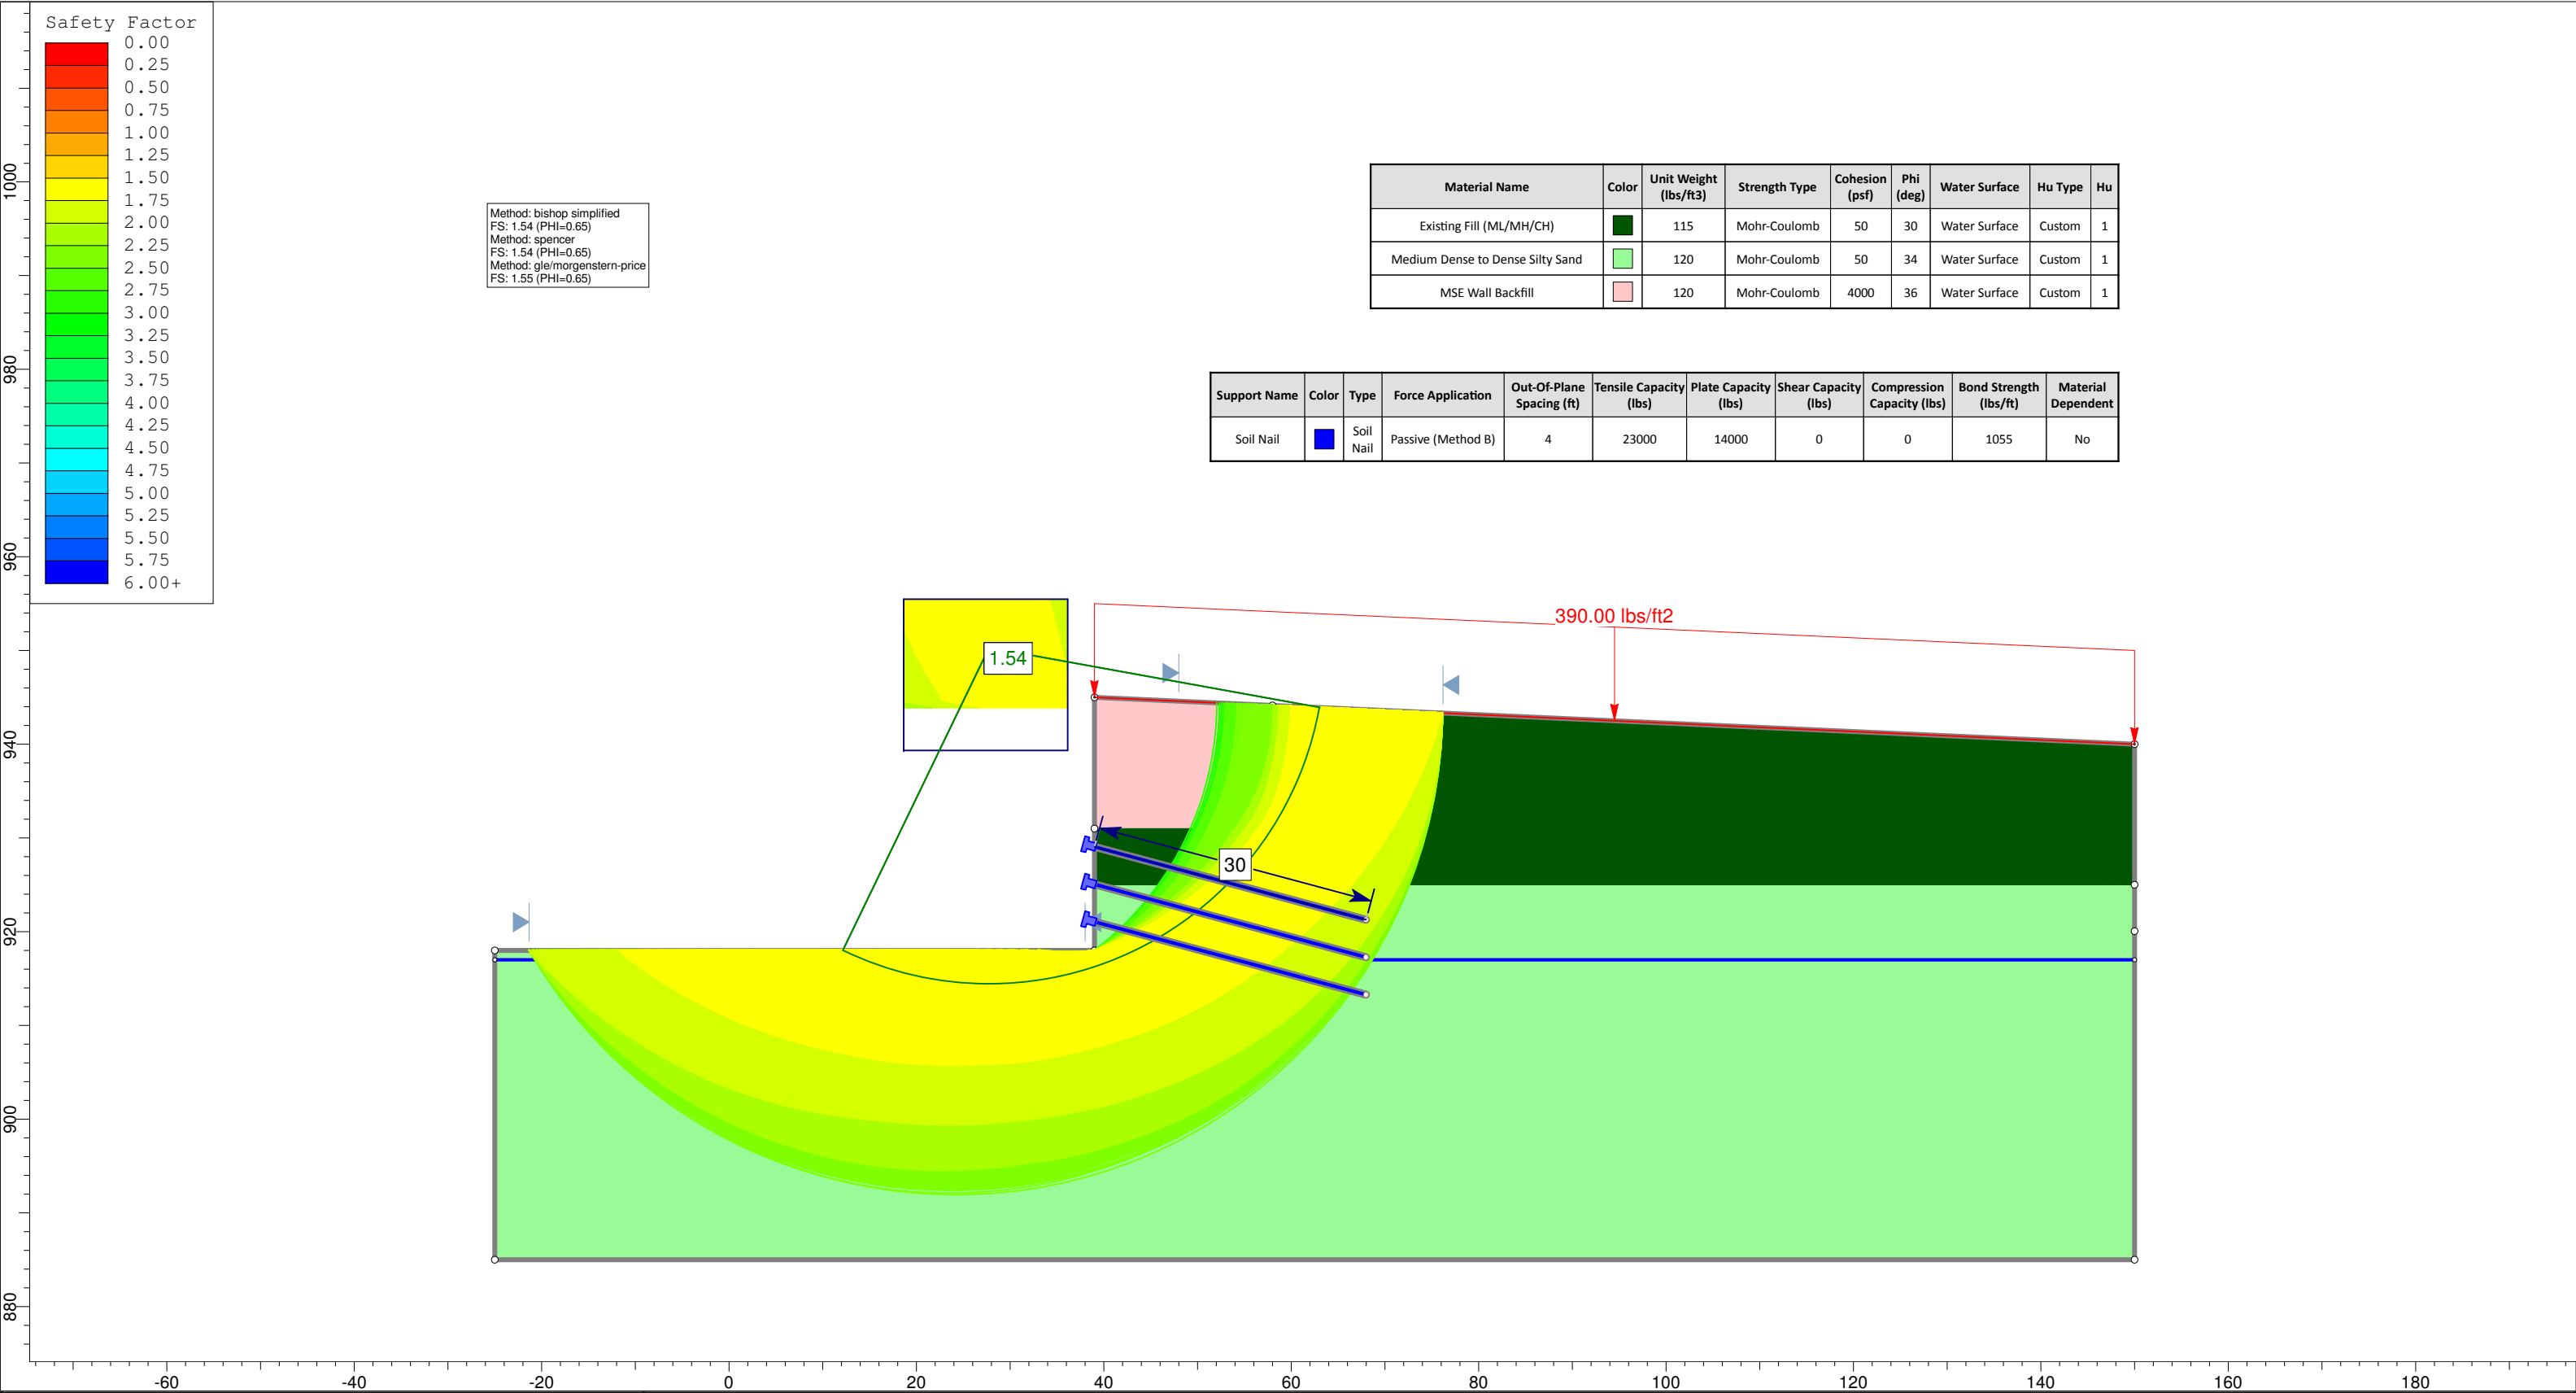 Safety Factor
0.00
0.25
0.50
0.75
1.00
1.25
1.50
1.75
2.00
2.25
2.50
2.75
3.00
3.25
3.50
3.75
4.00
4.25
4.50
4.75
5.00
5.25
5.50
5.75
6.00+
Method: bishop simplified
FS: 1.54 (PHI=0.65)
Method: spencer
FS: 1.54 (PHI=0.65)
Method: gle/morgenstern-price
FS: 1.55 (PHI=0.65)
Material Name Color Unit Weight (lbs/ft3) Strength Type Cohesion (psf) Phi (deg) Water Surface Hu Type Hu
Existing Fill (ML/MH/CH) 115 Mohr-Coulomb 50 30 Water Surface Custom 1
Medium Dense to Dense Silty Sand 120 Mohr-Coulomb 50 34 Water Surface Custom 1
MSE Wall Backfill 120 Mohr-Coulomb 4000 36 Water Surface Custom 1
Support Name Color Type Force Application Out-Of-Plane Spacing (ft) Tensile Capacity (lbs) Plate Capacity (lbs) Shear Capacity (lbs) Compression Capacity (lbs) Bond Strength (lbs/ft) Material Dependent
Soil Nail Soil Nail Passive (Method B) 4 23000 14000 0 0 1055 No
390.00 lbs/ft2
1.54
30
1000
980
960
940
920
900
880
-60 -40 -20 0 20 40 60 80 100 120 140 160 180